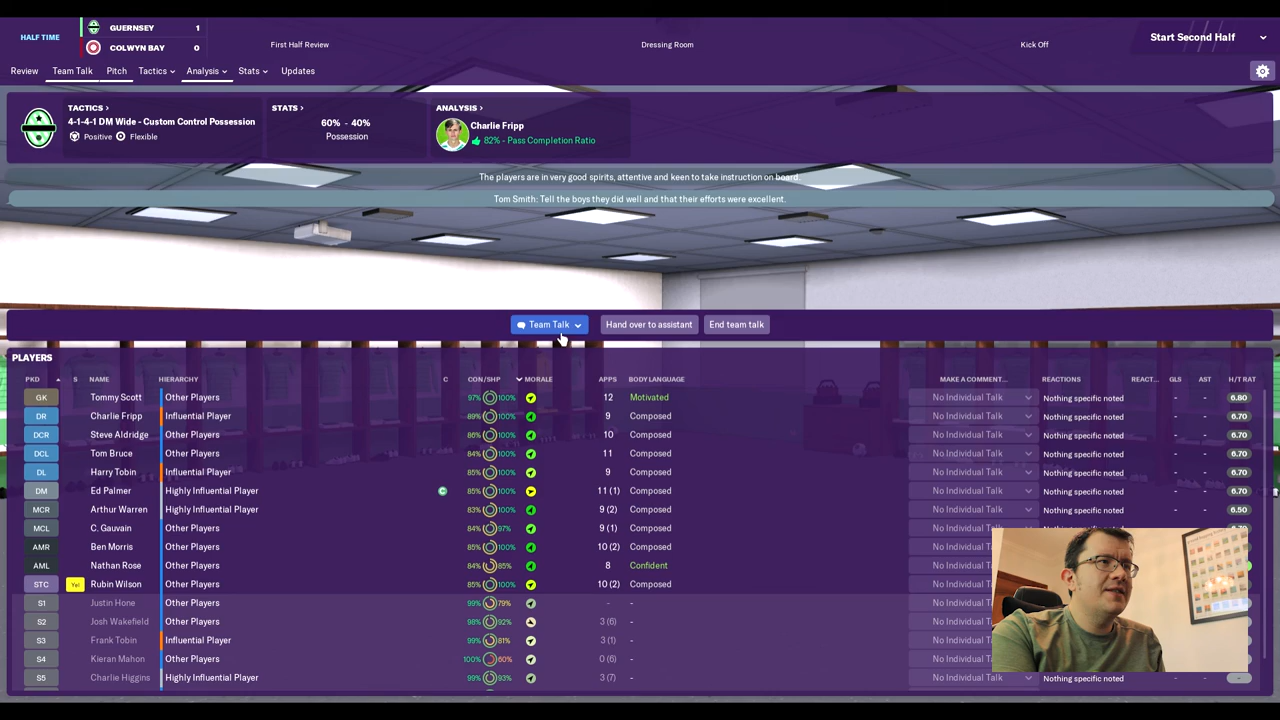 HALF TIME
GUERNSEY 1
COLWYN BAY 0
First Half Review Dressing Room Kick Off
Start Second Half
Review Team Talk Pitch Tactics Analysis Stats Updates
TACTICS >
4-1-4-1 DM Wide - Custom Control Possession
Positive Flexible
STATS >
60% - 40%
Possession
ANALYSIS >
Charlie Fripp
82% - Pass Completion Ratio
The players are in very good spirits, attentive and keen to take instruction on board.
Tom Smith: Tell the boys they did well and that their efforts were excellent.
Team Talk Hand over to assistant End team talk
PLAYERS
PKD S NAME HIERARCHY C CON/SHP MORALE APPS BODY LANGUAGE MAKE A COMMENT... REACTIONS REACT... GLS AST H/T RAT
GK Tommy Scott Other Players 97% 100% 12 Motivated No Individual Talk Nothing specific noted - - 6.80
DR Charlie Fripp Influential Player 89% 100% 9 Composed No Individual Talk Nothing specific noted - - 6.70
DCR Steve Aldridge Other Players 86% 100% 10 Composed No Individual Talk Nothing specific noted - - 6.70
DCL Tom Bruce Other Players 84% 100% 11 Composed No Individual Talk Nothing specific noted - - 6.70
DL Harry Tobin Influential Player 85% 100% 9 Composed No Individual Talk Nothing specific noted - - 6.70
DM Ed Palmer Highly Influential Player C 85% 100% 11 (1) Composed No Individual Talk Nothing specific noted - - 6.70
MCR Arthur Warren Highly Influential Player 83% 100% 9 (2) Composed No Individual Talk Nothing specific noted - - 6.50
MCL C. Gauvain Other Players 84% 97% 9 (1) Composed No Individual Talk Nothing specific noted - -
AMR Ben Morris Other Players 85% 100% 10 (2) Composed No Individual Talk
AML Nathan Rose Other Players 84% 85% 8 Confident No Individual Talk
STC Yel Rubin Wilson Other Players 85% 100% 10 (2) Composed No Individual Talk
S1 Justin Hone Other Players 99% 79% - - No Individual Talk
S2 Josh Wakefield Other Players 98% 92% 3 (6) - No Individual Talk
S3 Frank Tobin Influential Player 99% 81% 3 (1) - No Individual Talk
S4 Kieran Mahon Other Players 100% 60% 0 (6) - No Individual Talk
S5 Charlie Higgins Highly Influential Player 99% 93% 3 (7) - No Individual Talk Nothing specific noted - - -